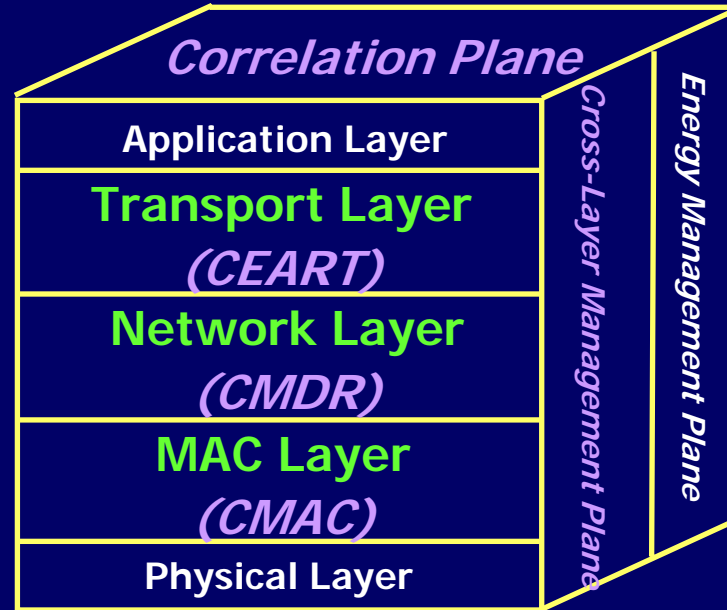 Correlation Plane
Application Layer
Transport Layer
(CEART)
Network Layer
(CMDR)
MAC Layer
(CMAC)
Physical Layer
Cross-Layer Management Plane
Energy Management Plane